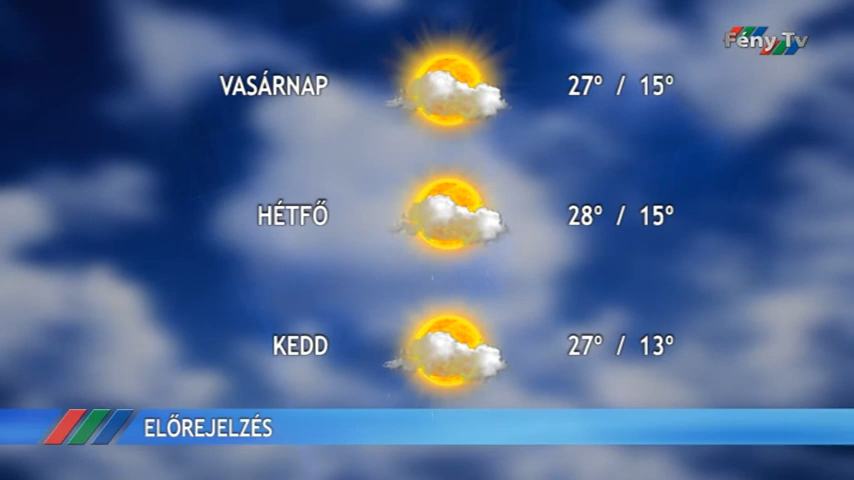 Fény Tv
VASÁRNAP 27° / 15°
HÉTFŐ 28° / 15°
KEDD 27° / 13°
ELŐREJELZÉS